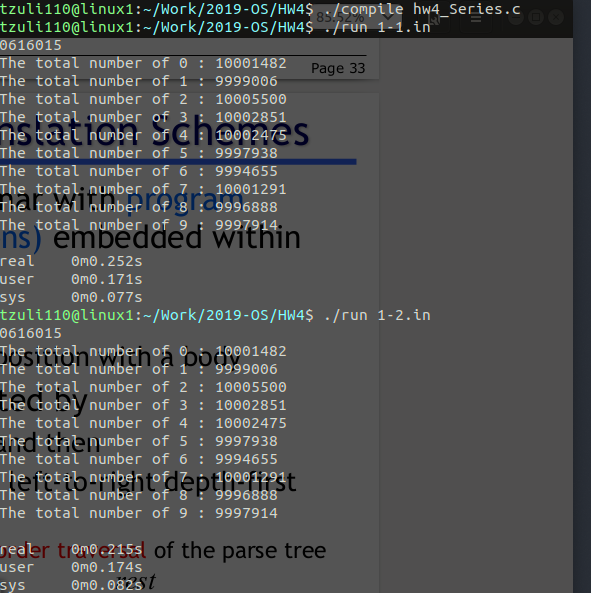 tzuli110@linux1:~/Work/2019-OS/HW4$ ./compile hw4_Series.c
tzuli110@linux1:~/Work/2019-OS/HW4$ ./run 1-1.in
85.52%
0616015
The total number of 0 : 10001482
Page 33
The total number of 1 : 9999006
The total number of 2 : 10005500
The total number of 3 : 10002851
nslation Schemes
The total number of 4 : 10002475
The total number of 5 : 9997938
The total number of 6 : 9994655
The total number of 7 : 10001291
mar with program
The total number of 8 : 9996888
The total number of 9 : 9997914
ns) embedded within
real 0m0.252s
user 0m0.171s
sys 0m0.077s
tzuli110@linux1:~/Work/2019-OS/HW4$ ./run 1-2.in
0616015
The total number of 0 : 10001482
position with a body
The total number of 1 : 9999006
The total number of 2 : 10005500
The total number of 3 : 10002851
ted by
The total number of 4 : 10002475
The total number of 5 : 9997938
and then
The total number of 6 : 9994655
The total number of 7 : 10001291
left-to-right depth-first
The total number of 8 : 9996888
The total number of 9 : 9997914
real 0m0.215s
order traversal of the parse tree
user 0m0.174s
sys 0m0.082s